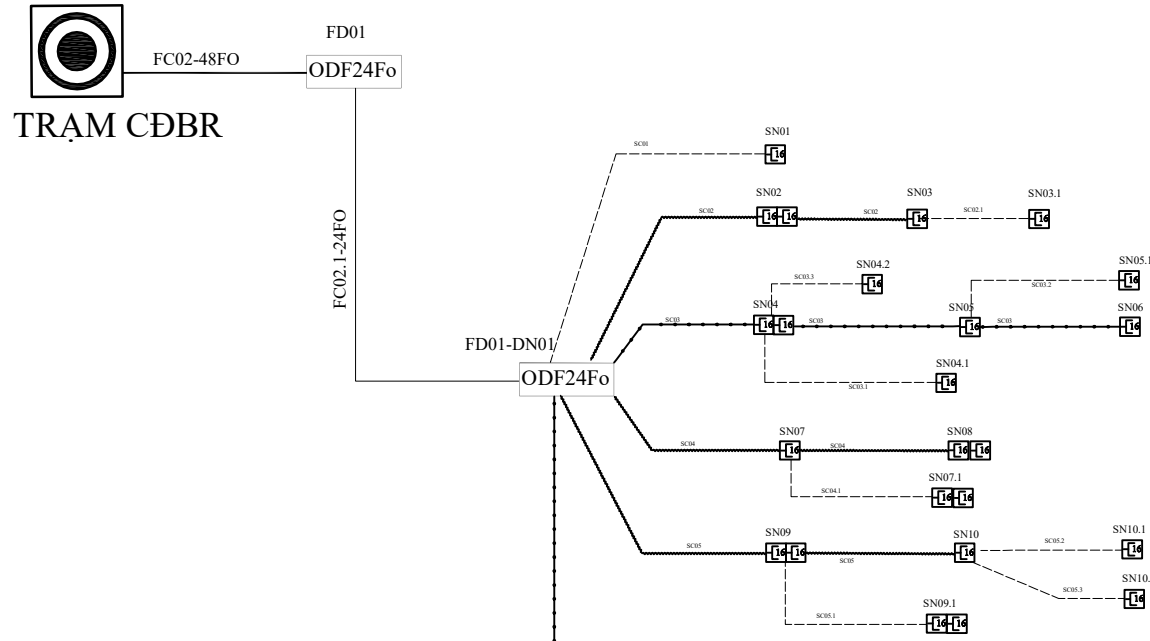 FD01
FC02-48FO
ODF24Fo
TRẠM CĐBR
FC02.1-24FO
FD01-DN01
ODF24Fo
SN01
SC01
16
SN02
SN03
SN03.1
SC02
16 16
SC02
16
SC02.1
16
SN04.2
SN05.1
SC03.3
16
SC03.2
16
SN04
SN05
SN06
SC03
16 16
SC03
16
SC03
16
SN04.1
SC03.1
16
SN07
SN08
SC04
16
SC04
16 16
SN07.1
SC04.1
16 16
SN09
SN10
SN10.1
SC05
16 16
SC05
16
SC05.2
16
SN10.
SC05.3
16
SN09.1
SC05.1
16 16